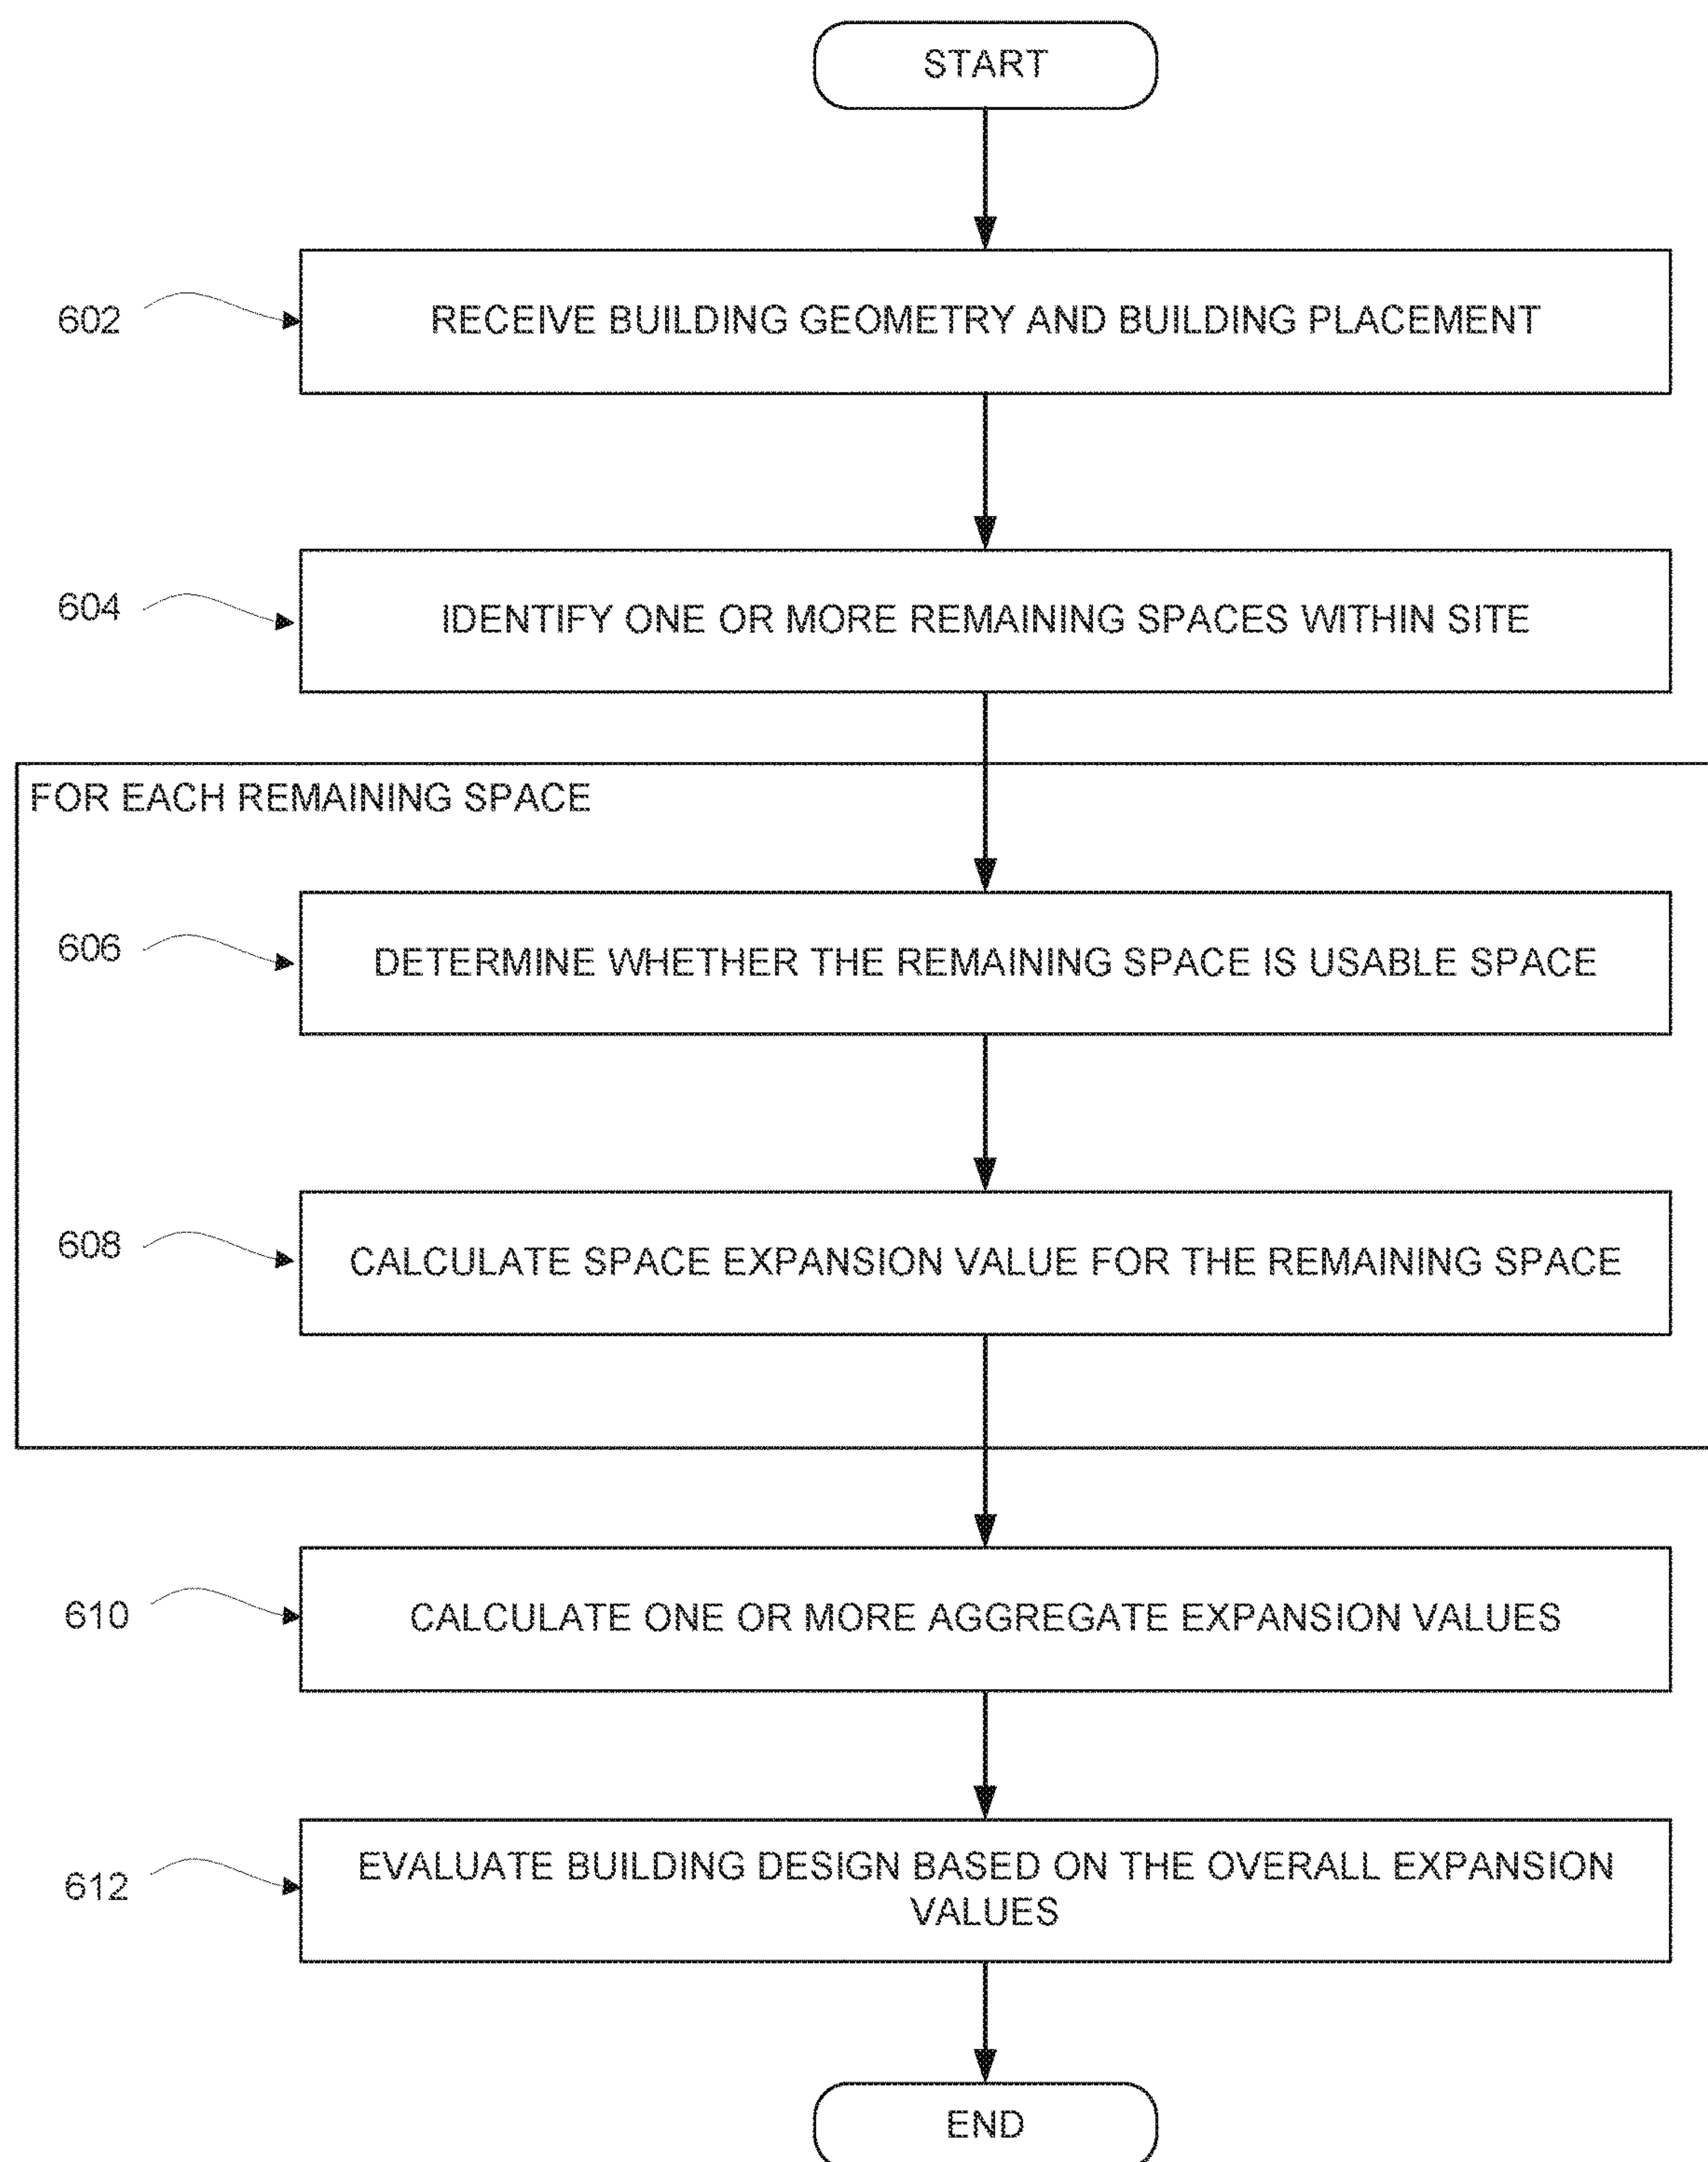 START
602
RECEIVE BUILDING GEOMETRY AND BUILDING PLACEMENT
604
IDENTIFY ONE OR MORE REMAINING SPACES WITHIN SITE
FOR EACH REMAINING SPACE
606
DETERMINE WHETHER THE REMAINING SPACE IS USABLE SPACE
608
CALCULATE SPACE EXPANSION VALUE FOR THE REMAINING SPACE
610
CALCULATE ONE OR MORE AGGREGATE EXPANSION VALUES
612
EVALUATE BUILDING DESIGN BASED ON THE OVERALL EXPANSION
VALUES
END